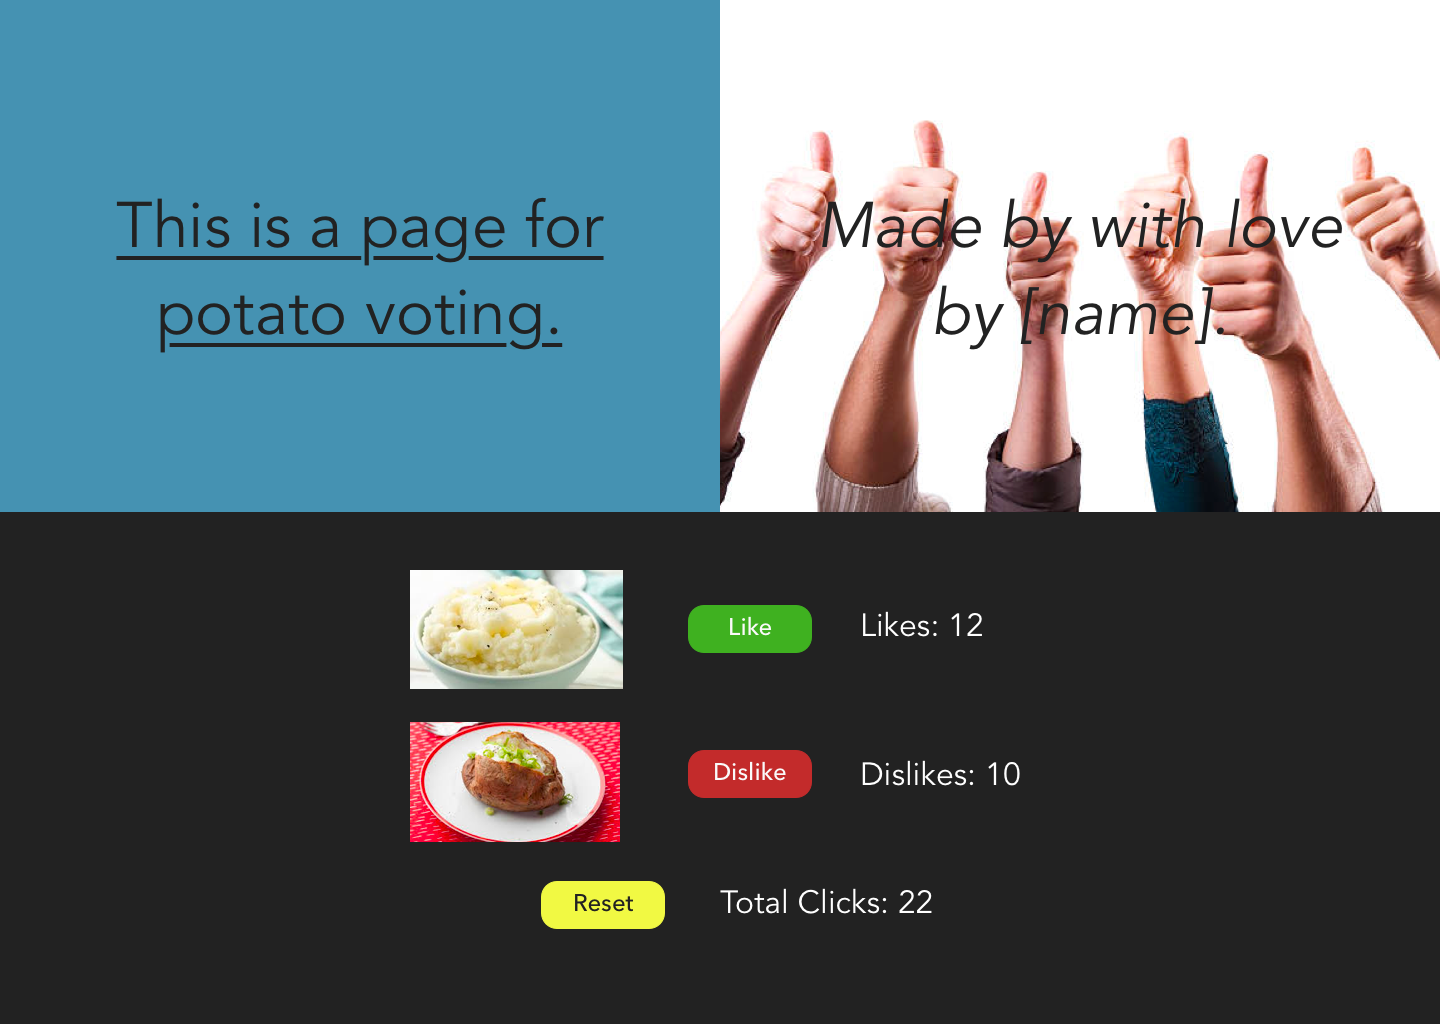 This is a page for
potato voting.
Made by with love
by [name].
Like
Likes: 12
Dislike
Dislikes: 10
Reset
Total Clicks: 22